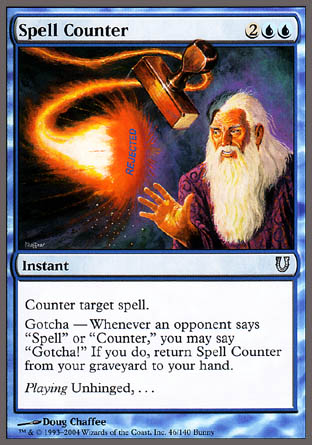 Spell Counter 2
REJECTED
Chaffee
Instant
Counter target spell.
Gotcha — Whenever an opponent says
“Spell” or “Counter,” you may say
“Gotcha!” If you do, return Spell Counter
from your graveyard to your hand.
Playing Unhinged, . . .
Doug Chaffee
™ & © 1993–2004 Wizards of the Coast, Inc. 46/140 Bunny